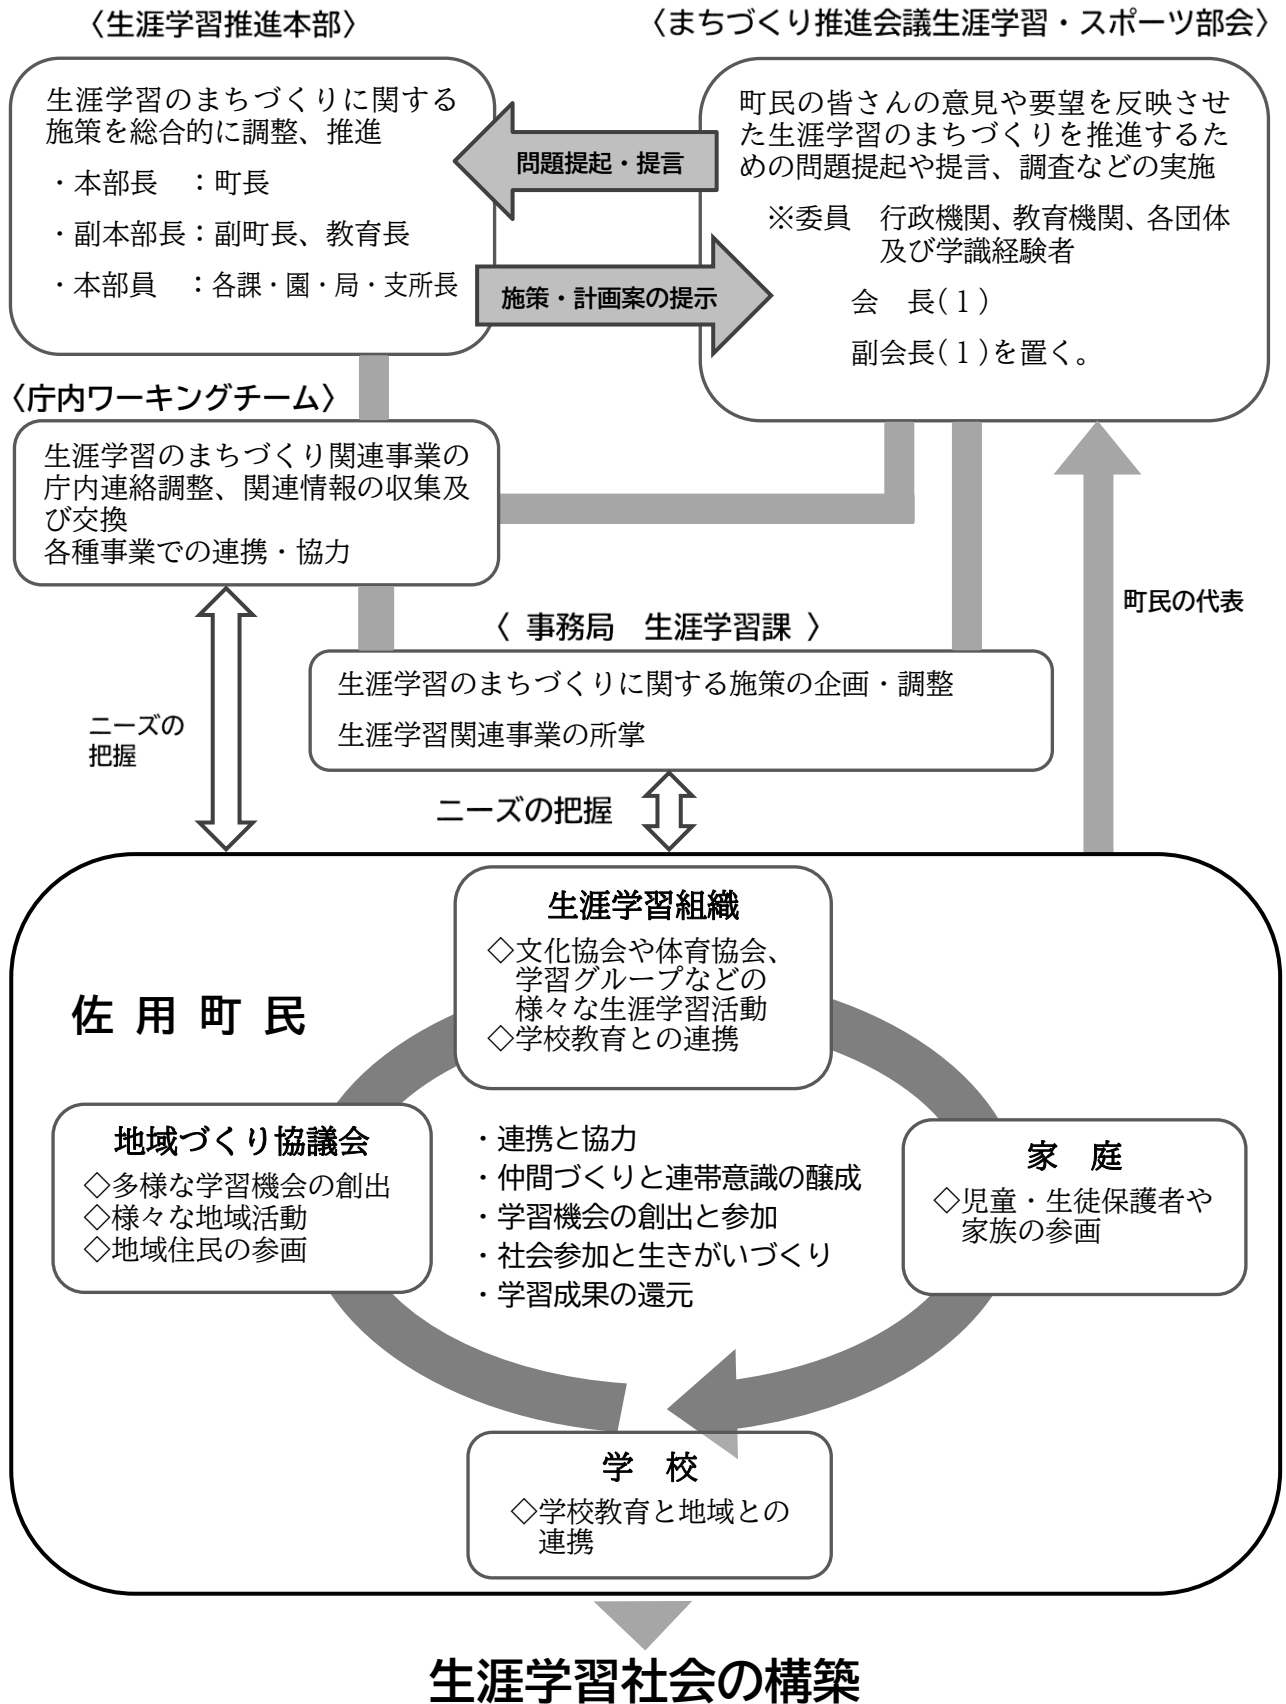 〈生涯学習推進本部〉
生涯学習のまちづくりに関する
施策を総合的に調整、推進
・本部長　：町長
・副本部長：副町長、教育長
・本部員　：各課・園・局・支所長
〈まちづくり推進会議生涯学習・スポーツ部会〉
町民の皆さんの意見や要望を反映させ
た生涯学習のまちづくりを推進するた
めの問題提起や提言、調査などの実施
※委員　行政機関、教育機関、各団体
及び学識経験者
会　長(１)
副会長(１)を置く。
問題提起・提言
施策・計画案の提示
〈庁内ワーキングチーム〉
生涯学習のまちづくり関連事業の
庁内連絡調整、関連情報の収集及
び交換
各種事業での連携・協力
〈 事務局　生涯学習課 〉
生涯学習のまちづくりに関する施策の企画・調整
生涯学習関連事業の所掌
町民の代表
ニーズの
把握
ニーズの把握
佐 用 町 民
生涯学習組織
◇文化協会や体育協会、
学習グループなどの
様々な生涯学習活動
◇学校教育との連携
地域づくり協議会
◇多様な学習機会の創出
◇様々な地域活動
◇地域住民の参画
・連携と協力
・仲間づくりと連帯意識の醸成
・学習機会の創出と参加
・社会参加と生きがいづくり
・学習成果の還元
家　庭
◇児童・生徒保護者や
家族の参画
学　校
◇学校教育と地域との
連携
生涯学習社会の構築